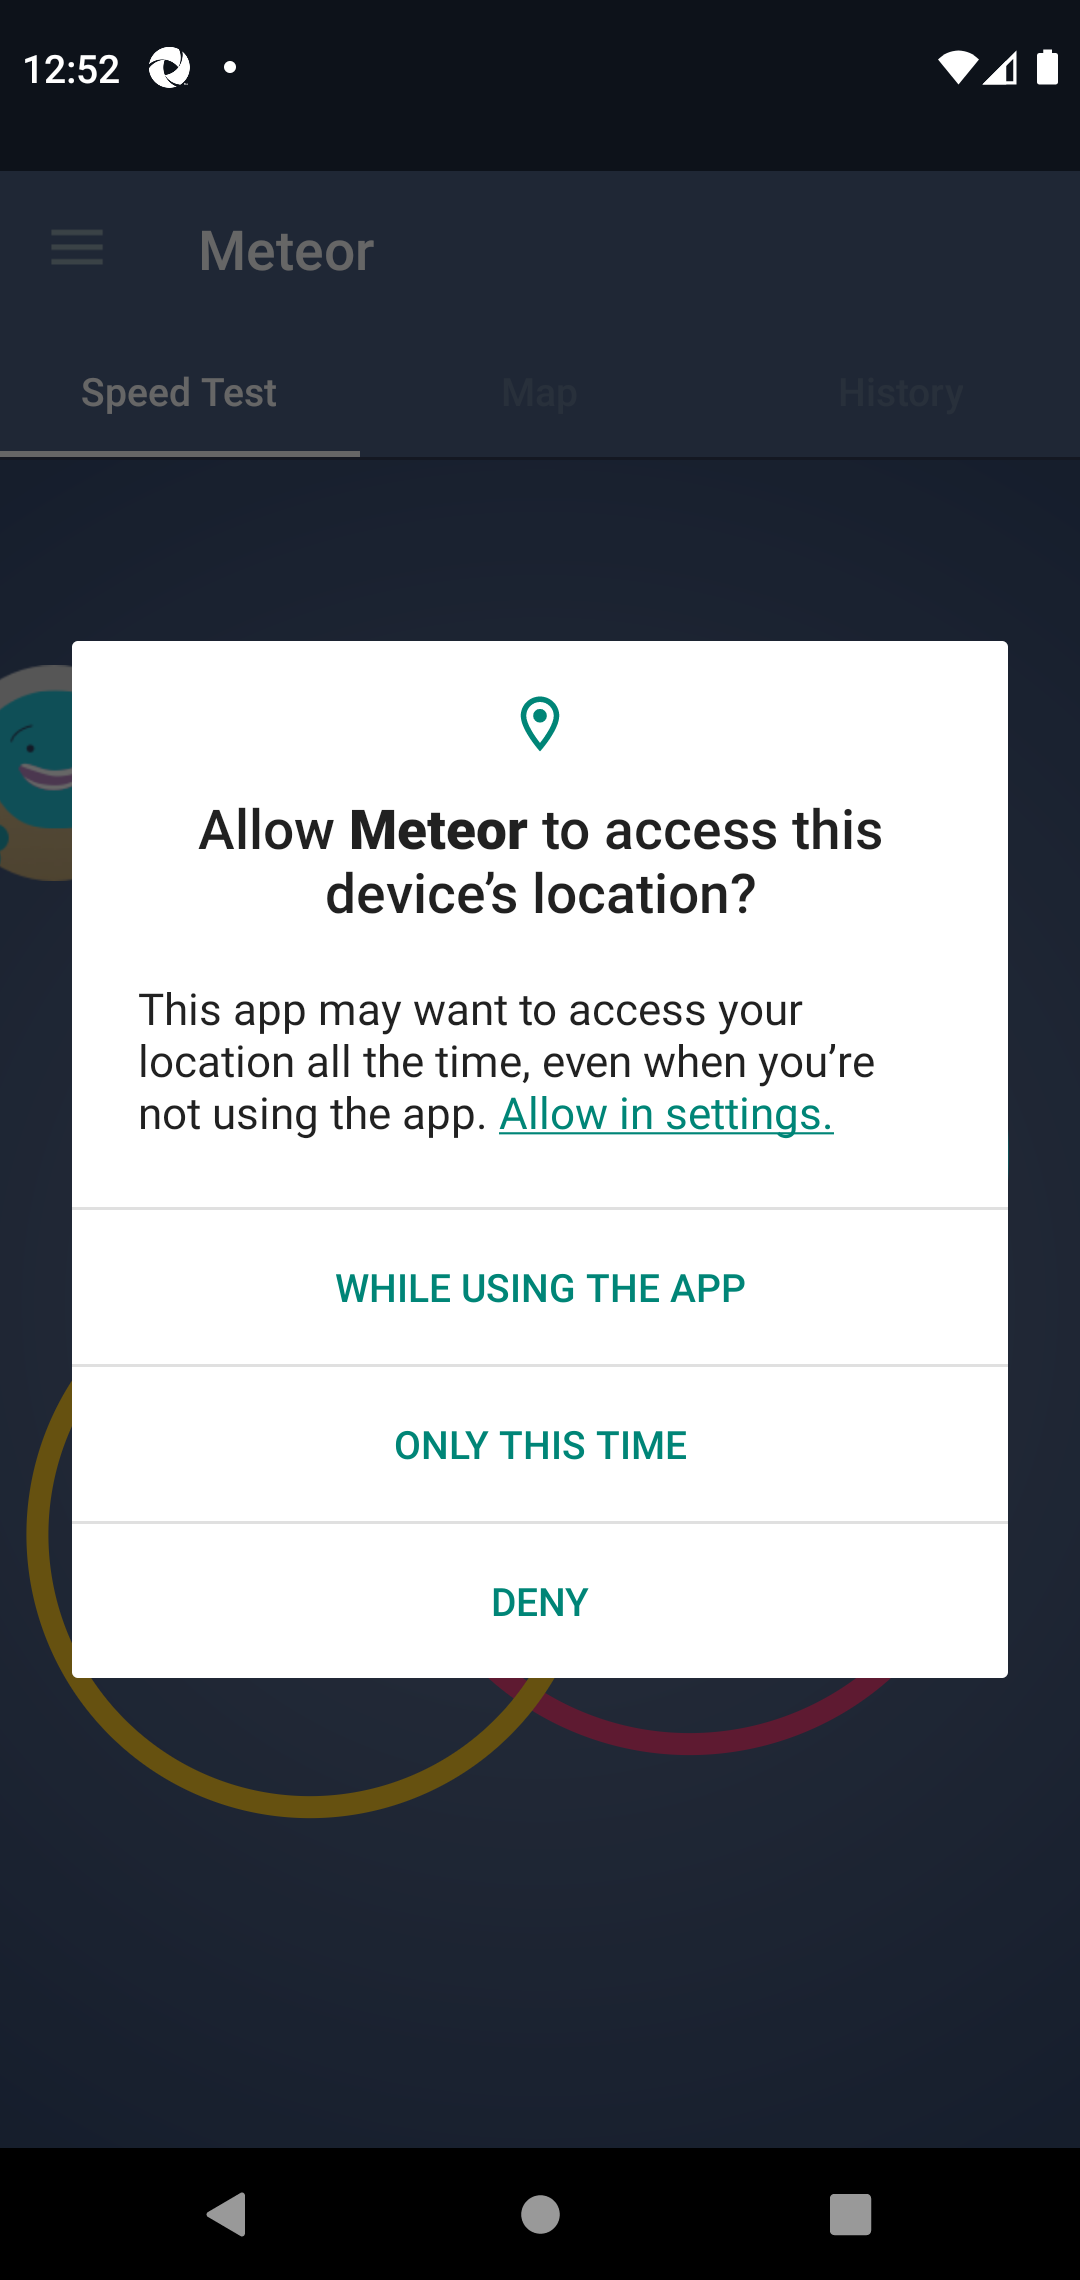 12:52
Meteor
Speed Test
Map
History
Allow Meteor to access this
device’s location?
This app may want to access your
location all the time, even when you’re
not using the app. Allow in settings.
WHILE USING THE APP
ONLY THIS TIME
DENY